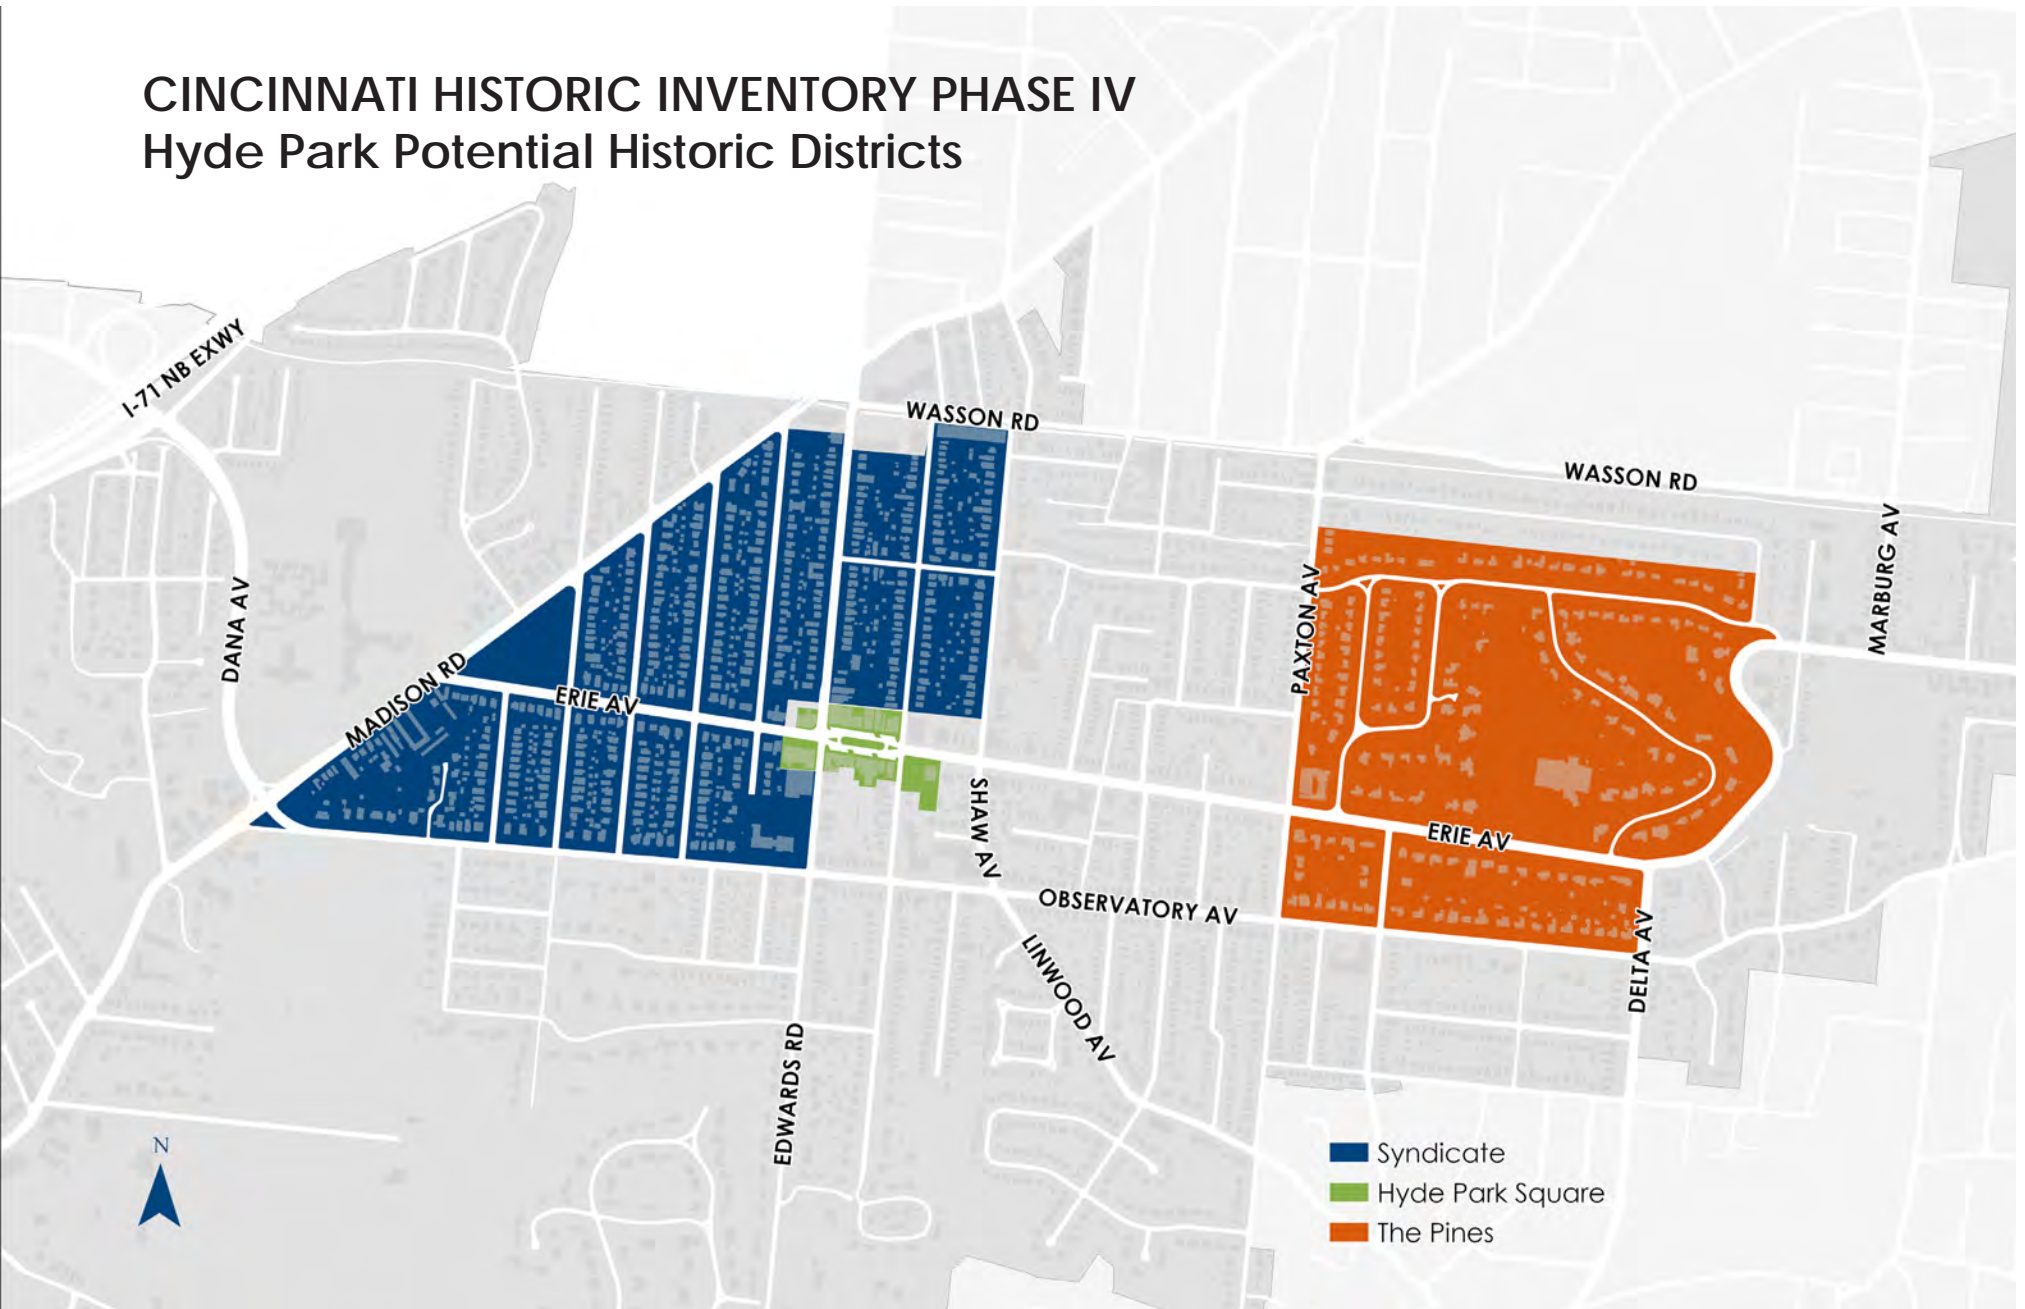 CINCINNATI HISTORIC INVENTORY PHASE IV
Hyde Park Potential Historic Districts
I-71 NB EXWY
WASSON RD
WASSON RD
MARBURG AV
DANA AV
PAXTON AV
MADISON RD
ERIE AV
SHAW AV
ERIE AV
OBSERVATORY AV
DELTA AV
LINWOOD AV
EDWARDS RD
N
Syndicate
Hyde Park Square
The Pines